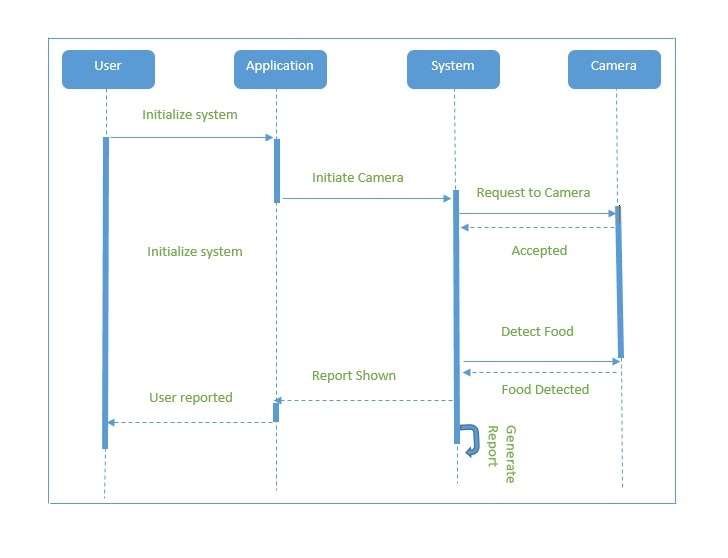 User
Application
System
Camera
Initialize system
Initiate Camera
Request to Camera
Initialize system
Accepted
Detect Food
Report Shown
Food Detected
User reported
Generate
Report